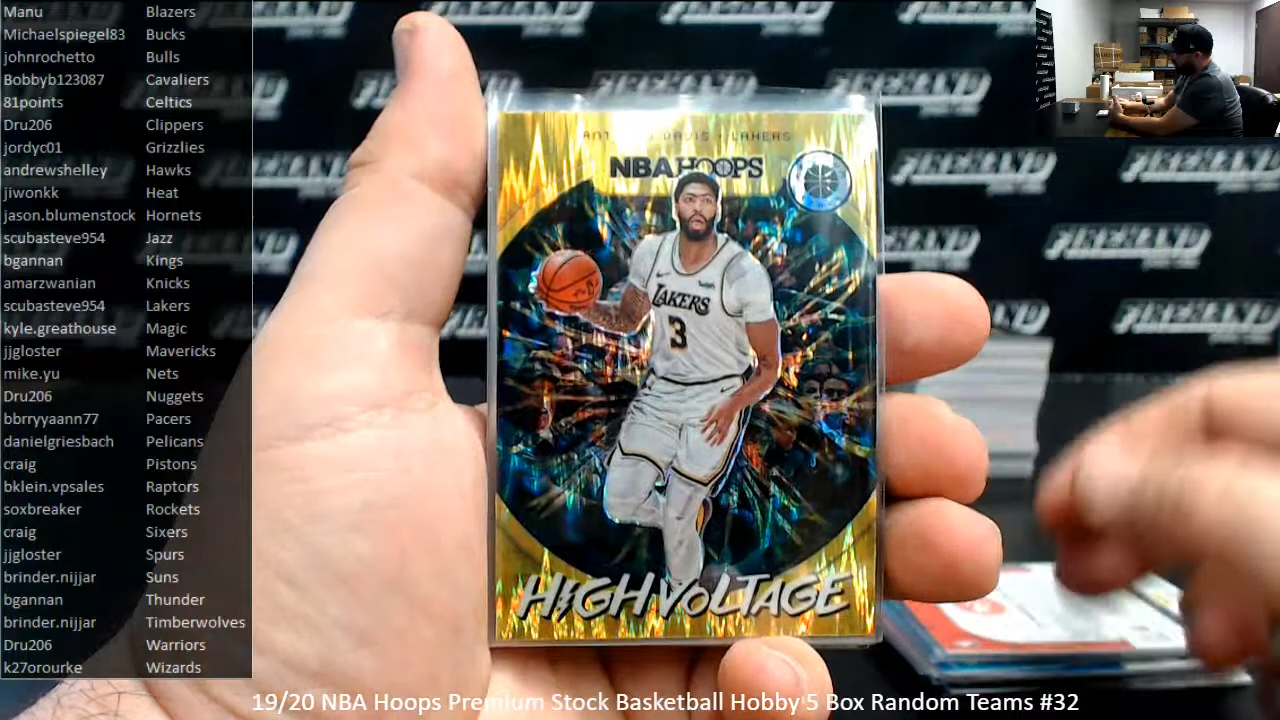 Manu Blazers
Michaelspiegel83 Bucks
johnrochetto Bulls
Bobbyb123087 Cavaliers
81points Celtics
Dru206 Clippers
jordyc01 Grizzlies
andrewshelley Hawks
jiwonkk Heat
jason.blumenstock Hornets
scubasteve954 Jazz
bgannan Kings
amarzwanian Knicks
scubasteve954 Lakers
kyle.greathouse Magic
jjgloster Mavericks
mike.yu Nets
Dru206 Nuggets
bbrryyaann77 Pacers
danielgriesbach Pelicans
craig Pistons
bklein.vpsales Raptors
soxbreaker Rockets
craig Sixers
jjgloster Spurs
brinder.nijjar Suns
bgannan Thunder
brinder.nijjar Timberwolves
Dru206 Warriors
k27orourke Wizards
DAVIS • LAKERS
NBA HOOPS
LAKERS
3
HIGH VOLTAGE
FIREHAND
19/20 NBA Hoops Premium Stock Basketball Hobby 5 Box Random Teams #32